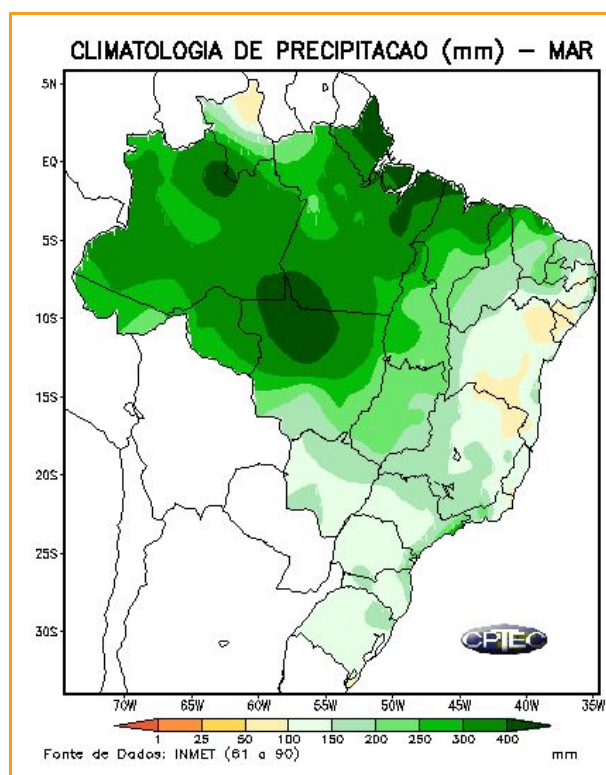 CLIMATOLOGIA DE PRECIPITACAO (mm) – MAR
5N
EQ
5S
10S
15S
20S
25S
30S
CPTEC
70W 65W 60W 55W 50W 45W 40W 35W
1 25 50 100 150 200 250 300 400
Fonte de Dados: INMET (61 a 90) mm